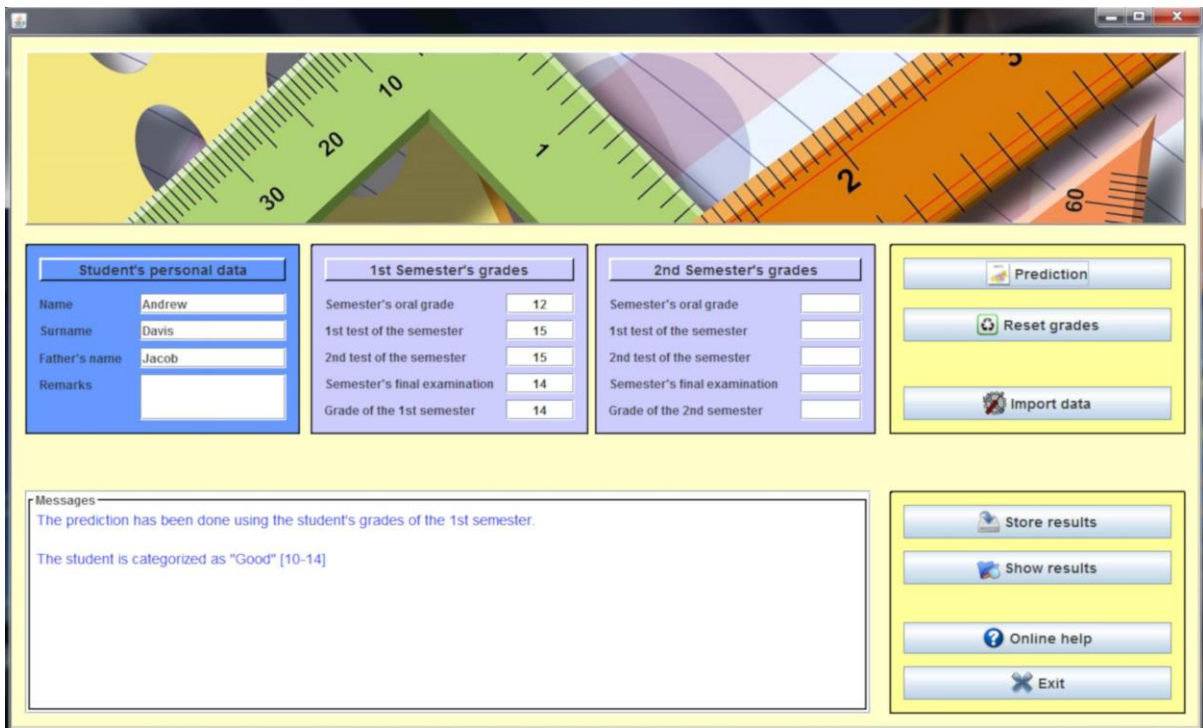 10
20
30
1
2
5
60
Student's personal data
Name Andrew
Surname Davis
Father's name Jacob
Remarks
1st Semester's grades
Semester's oral grade 12
1st test of the semester 15
2nd test of the semester 15
Semester's final examination 14
Grade of the 1st semester 14
2nd Semester's grades
Semester's oral grade
1st test of the semester
2nd test of the semester
Semester's final examination
Grade of the 2nd semester
Prediction
Reset grades
Import data
Messages
The prediction has been done using the student's grades of the 1st semester.
The student is categorized as "Good" [10-14]
Store results
Show results
Online help
Exit